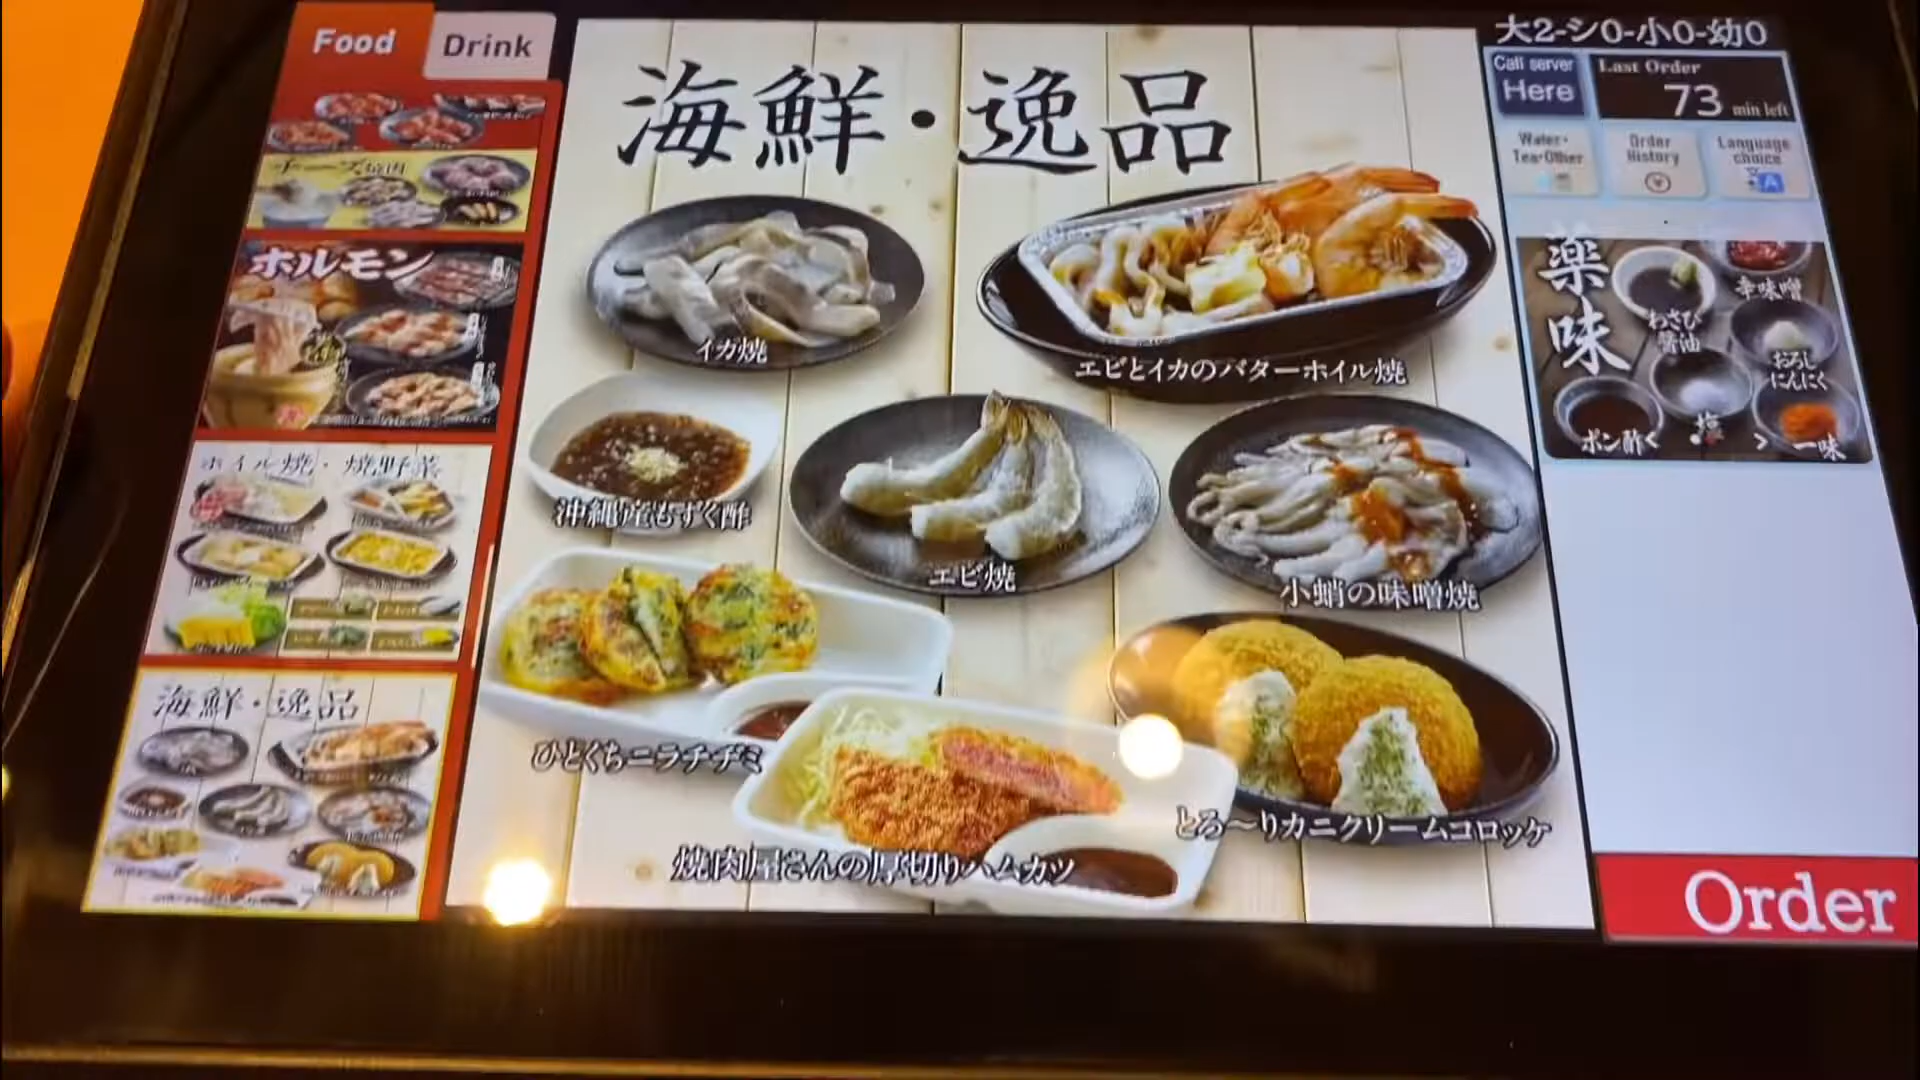 Food
Drink
チーズ焼肉
ホルモン
ホイル焼・焼野菜
海鮮・逸品
海鮮・逸品
イカ焼
エビとイカのバターホイル焼
沖縄産もずく酢
エビ焼
小蛸の味噌焼
ひとくちニラチヂミ
焼肉屋さんの厚切りハムカツ
とろ〜りカニクリームコロッケ
大2-シ0-小0-幼0
Call server
Here
Last Order
73 min left
Water・
Tea・Other
Order
History
Language
choice
A
薬味
辛味噌
わさび
醤油
おろし
にんにく
ポン酢
塩
一味
Order